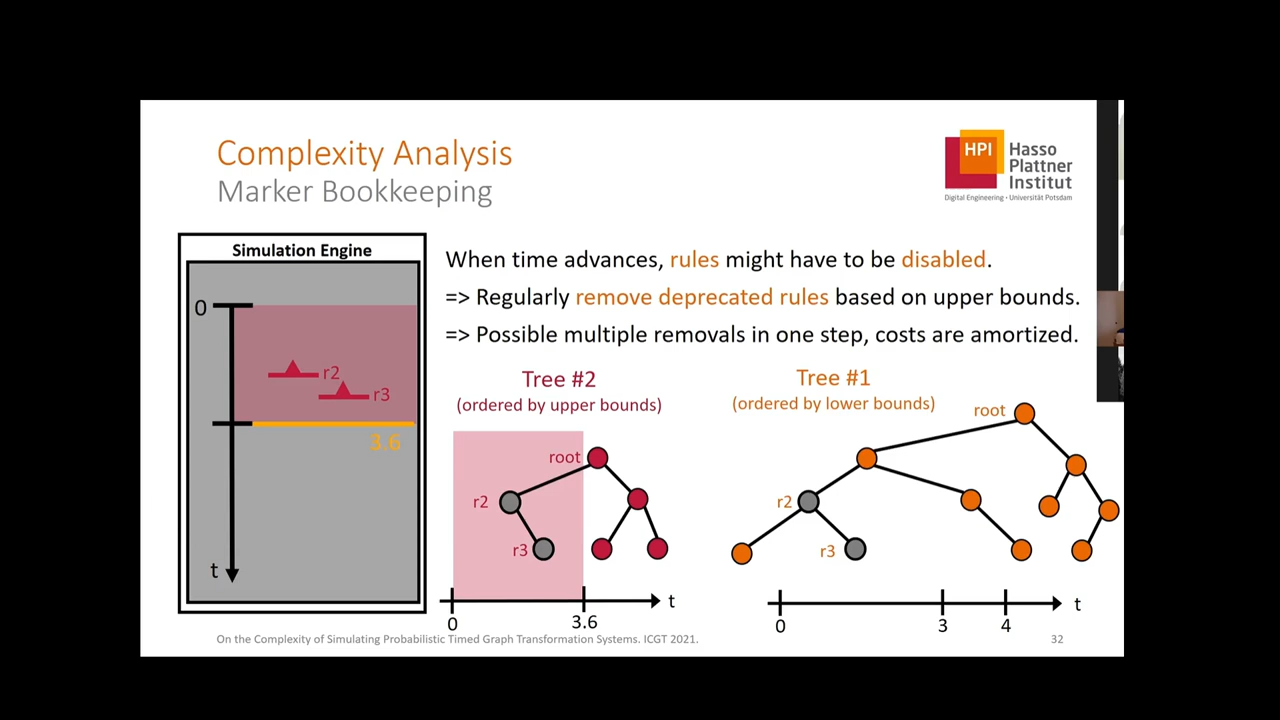 Complexity Analysis
Marker Bookkeeping
HPI
Hasso
Plattner
Institut
Digital Engineering • Universität Potsdam
Simulation Engine
0
r2
r3
3.6
t
When time advances, rules might have to be disabled.
=> Regularly remove deprecated rules based on upper bounds.
=> Possible multiple removals in one step, costs are amortized.
Tree #2
(ordered by upper bounds)
root
r2
r3
t
0
3.6
Tree #1
(ordered by lower bounds)
root
r2
r3
t
0
3
4
On the Complexity of Simulating Probabilistic Timed Graph Transformation Systems. ICGT 2021.
32